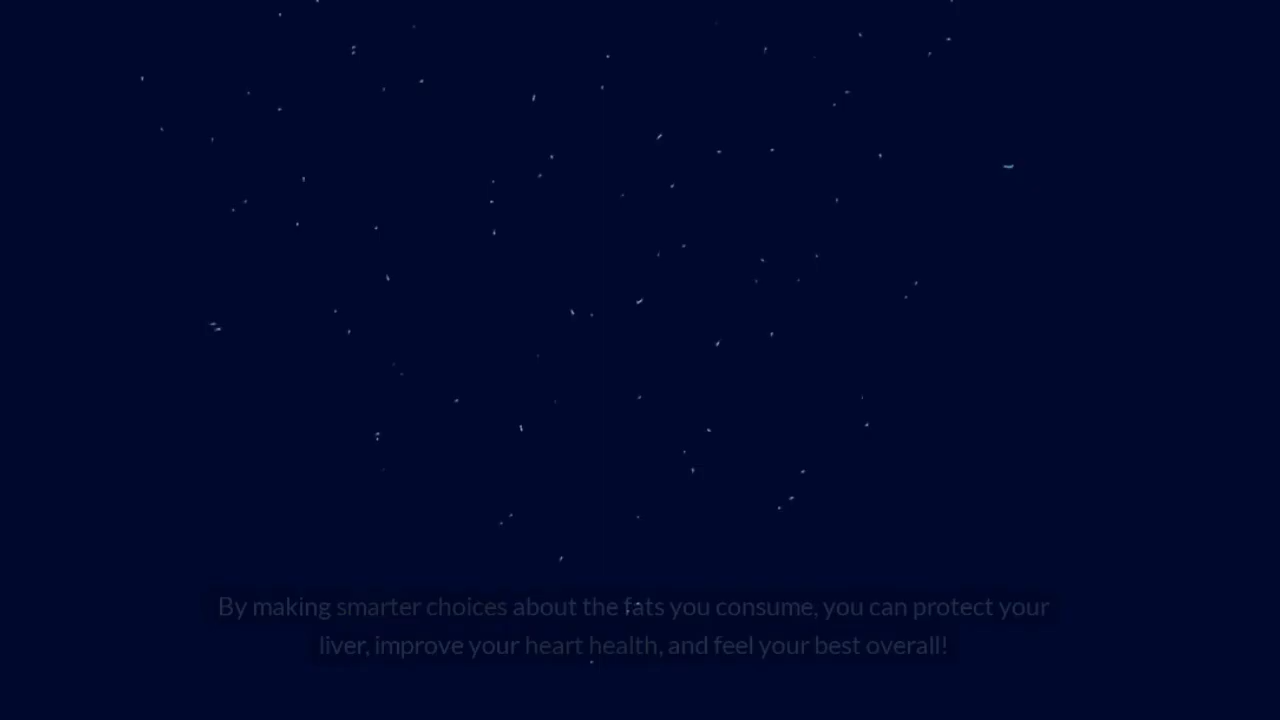 By making smarter choices about the fats you consume, you can protect your
liver, improve your heart health, and feel your best overall!